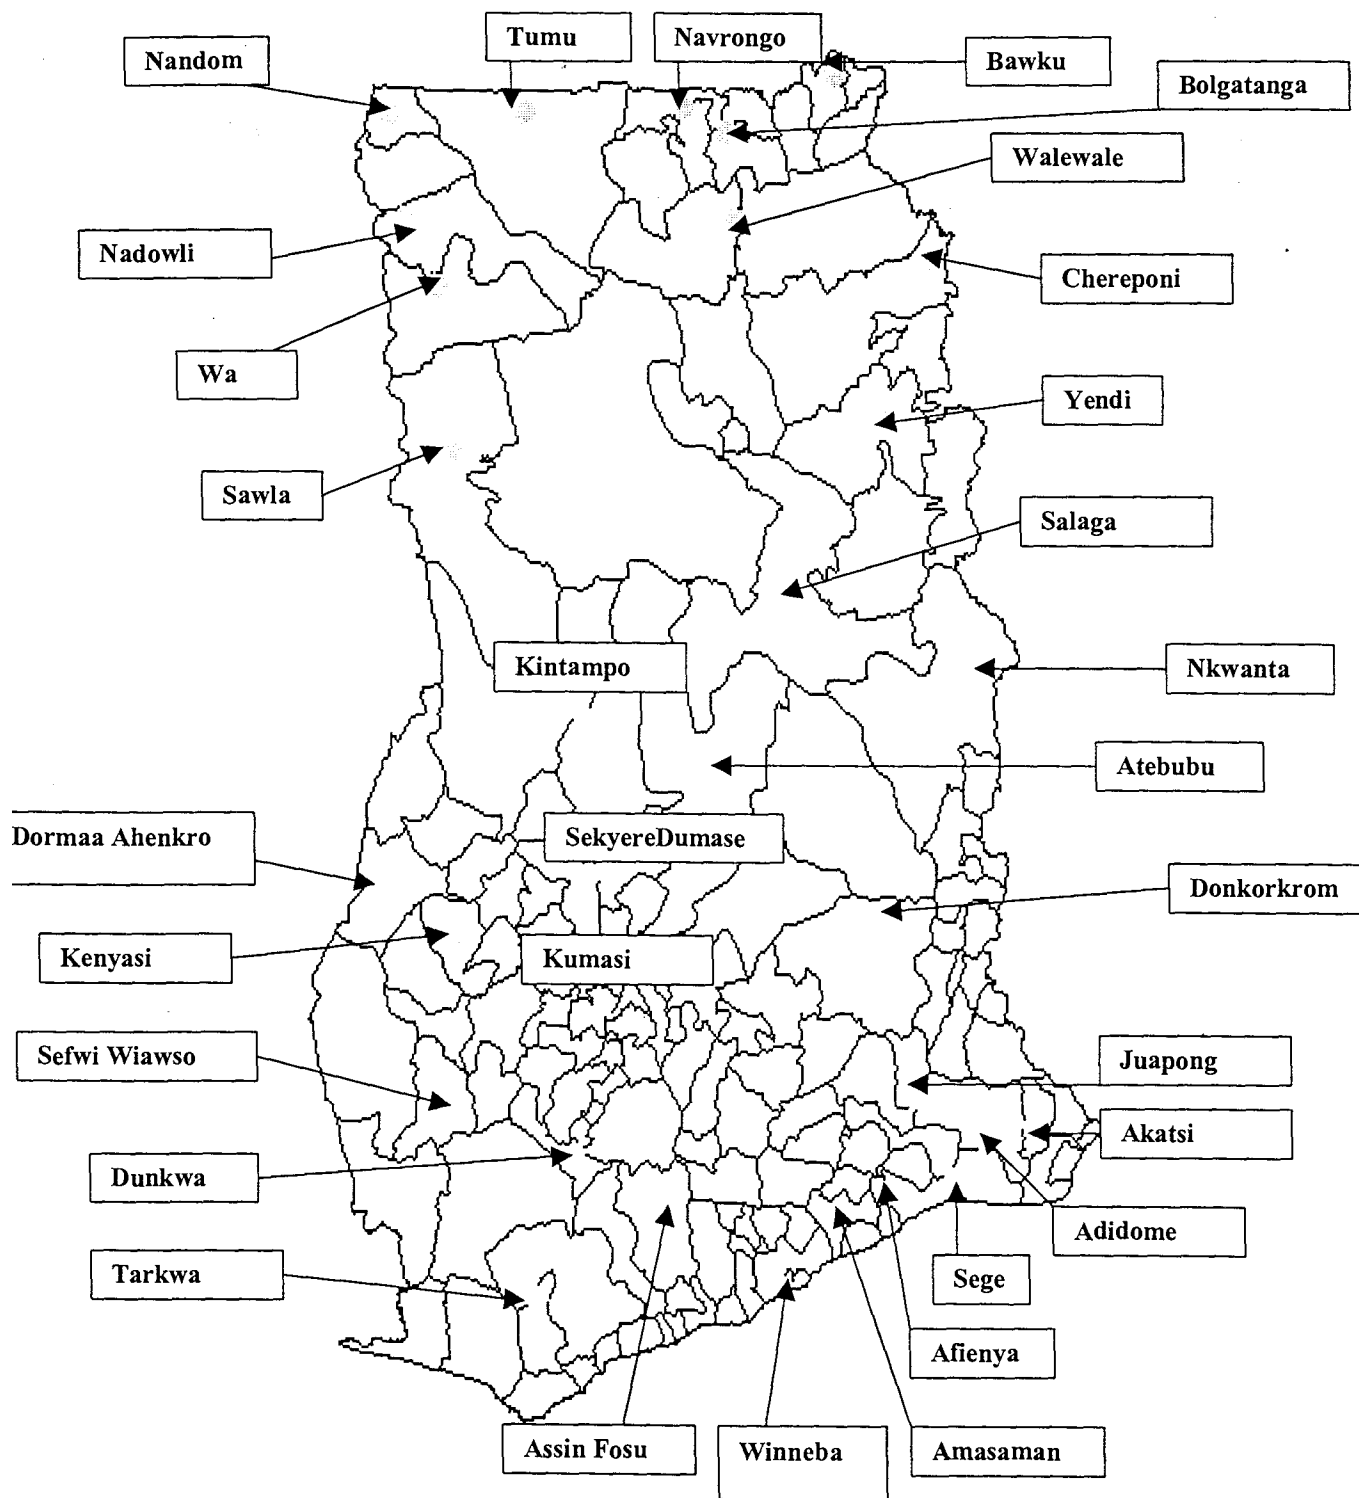 Tumu
Navrongo
Nandom
Bawku
Bolgatanga
Walewale
Nadowli
Chereponi
Wa
Yendi
Sawla
Salaga
Kintampo
Nkwanta
Atebubu
Dormaa Ahenkro
SekyereDumase
Donkorkrom
Kenyasi
Kumasi
Sefwi Wiawso
Juapong
Akatsi
Dunkwa
Adidome
Tarkwa
Sege
Afienya
Assin Fosu
Winneba
Amasaman